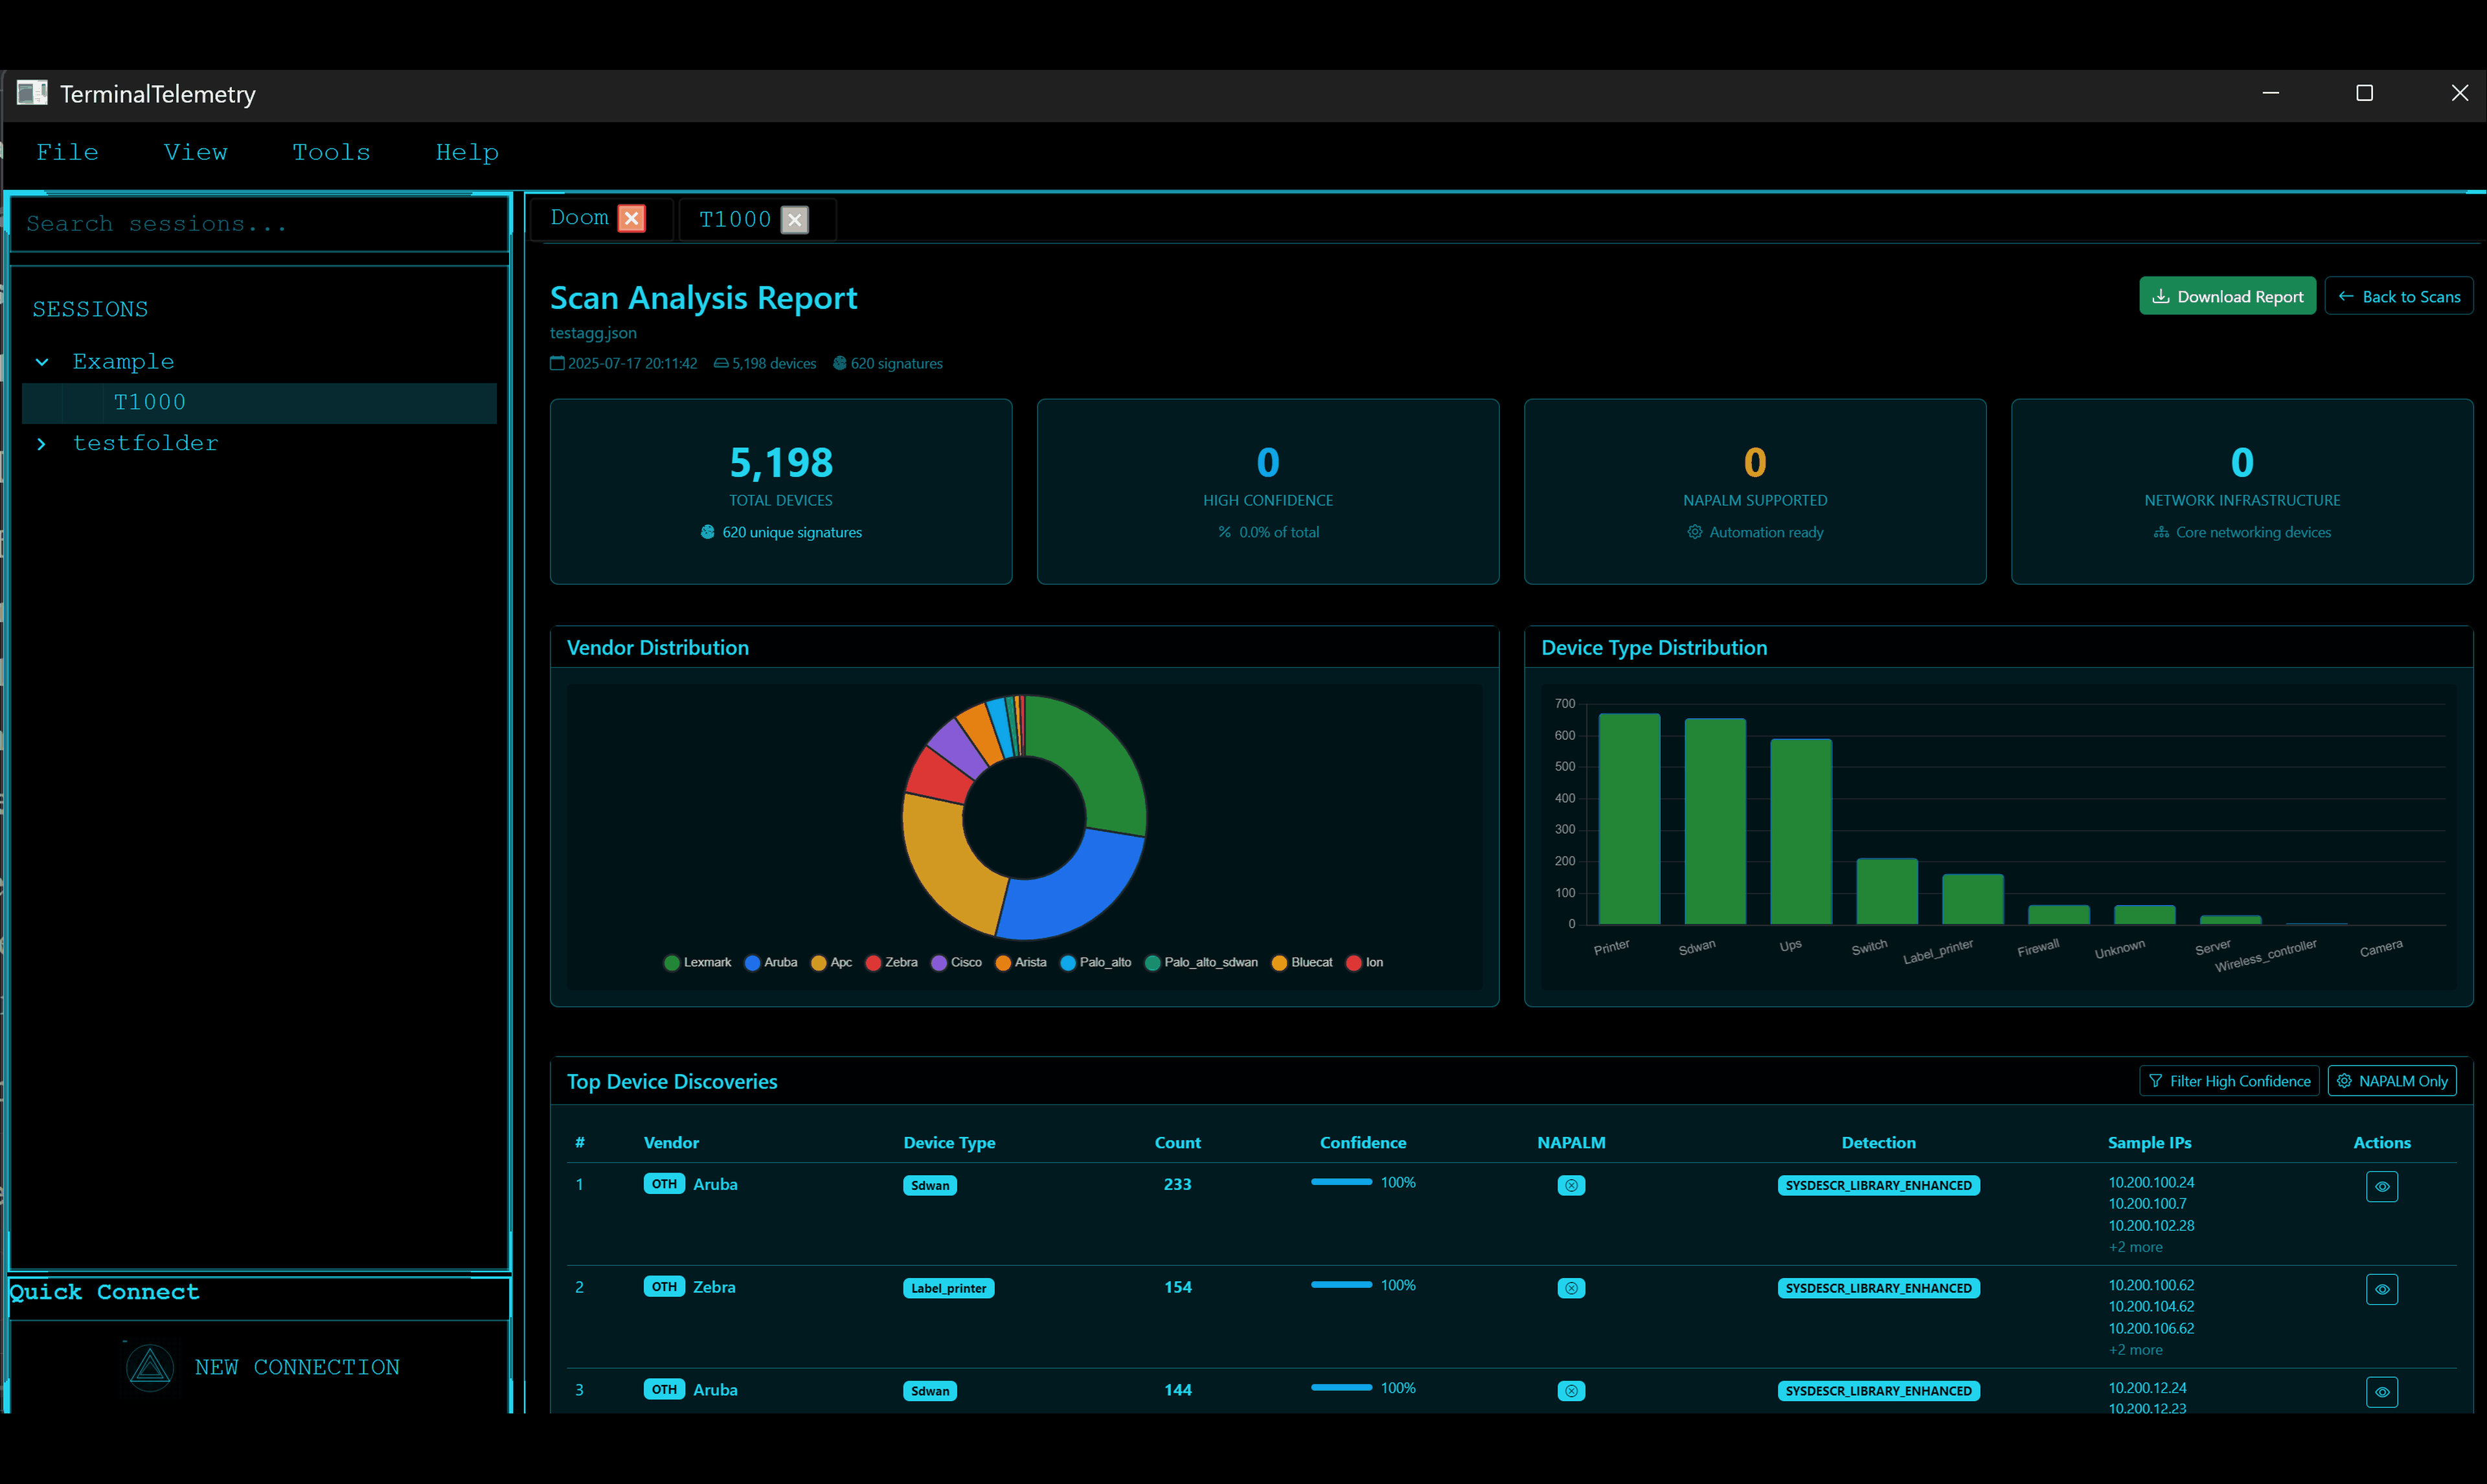 TerminalTelemetry
File View Tools Help
Search sessions...
SESSIONS
Example
T1000
testfolder
Quick Connect
NEW CONNECTION
Doom T1000
Scan Analysis Report
testagg.json
2025-07-17 20:11:42 5,198 devices 620 signatures
Download Report Back to Scans
5,198
TOTAL DEVICES
620 unique signatures
0
HIGH CONFIDENCE
0.0% of total
0
NAPALM SUPPORTED
Automation ready
0
NETWORK INFRASTRUCTURE
Core networking devices
Vendor Distribution
Lexmark Aruba Apc Zebra Cisco Arista Palo_alto Palo_alto_sdwan Bluecat Ion
Device Type Distribution
700
600
500
400
300
200
100
0
Printer Sdwan Ups Switch Label_printer Firewall Unknown Server Wireless_controller Camera
Top Device Discoveries
Filter High Confidence NAPALM Only
# Vendor Device Type Count Confidence NAPALM Detection Sample IPs Actions
1 OTH Aruba Sdwan 233 100% SYSDESCR_LIBRARY_ENHANCED 10.200.100.24
10.200.100.7
10.200.102.28
+2 more
2 OTH Zebra Label_printer 154 100% SYSDESCR_LIBRARY_ENHANCED 10.200.100.62
10.200.104.62
10.200.106.62
+2 more
3 OTH Aruba Sdwan 144 100% SYSDESCR_LIBRARY_ENHANCED 10.200.12.24
10.200.12.23